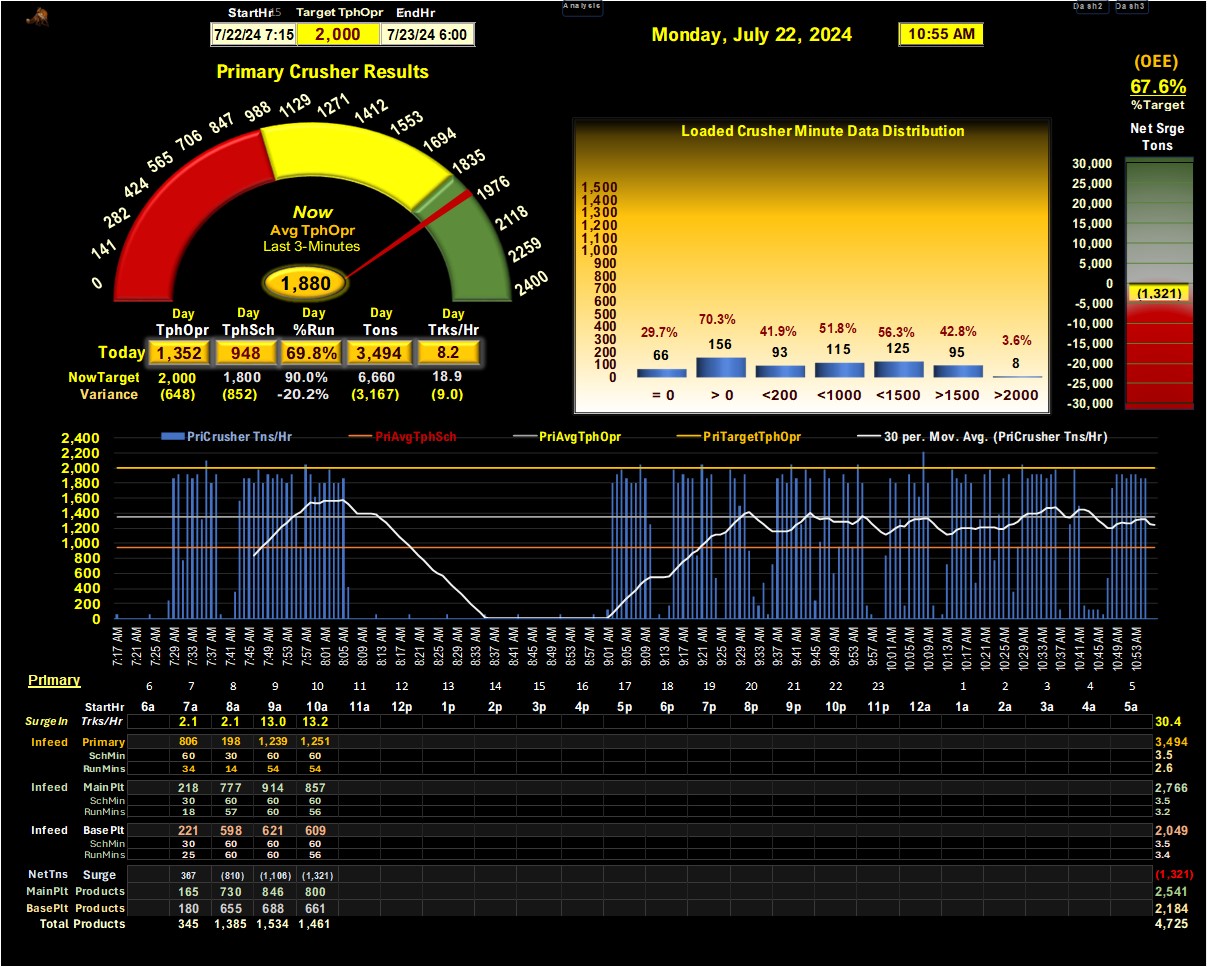 Analysis
Dash2 Dash3
StartHr 15 Target TphOpr EndHr
7/22/24 7:15 2,000 7/23/24 6:00
Monday, July 22, 2024 10:55 AM
Primary Crusher Results
(OEE)
67.6%
%Target
Net Srge
Tons
0 141 282 424 565 706 847 988 1129 1271 1412 1553 1694 1835 1976 2118 2259 2400
Now
Avg TphOpr
Last 3-Minutes
1,880
Day Day Day Day Day
TphOpr TphSch %Run Tons Trks/Hr
Today 1,352 948 69.8% 3,494 8.2
NowTarget 2,000 1,800 90.0% 6,660 18.9
Variance (648) (852) -20.2% (3,167) (9.0)
Loaded Crusher Minute Data Distribution
1,500
1,400
1,300
1,200
1,100
1,000
900
800
700
600
500
400
300
200
100
0
29.7% 70.3% 41.9% 51.8% 56.3% 42.8% 3.6%
66 156 93 115 125 95 8
= 0 > 0 <200 <1000 <1500 >1500 >2000
30,000
25,000
20,000
15,000
10,000
5,000
0
(1,321)
-5,000
-10,000
-15,000
-20,000
-25,000
-30,000
PriCrusher Tns/Hr PriAvgTphSch PriAvgTphOpr PriTargetTphOpr 30 per. Mov. Avg. (PriCrusher Tns/Hr)
2,400
2,200
2,000
1,800
1,600
1,400
1,200
1,000
800
600
400
200
0
7:17 AM 7:21 AM 7:25 AM 7:29 AM 7:33 AM 7:37 AM 7:41 AM 7:45 AM 7:49 AM 7:53 AM 7:57 AM 8:01 AM 8:05 AM 8:13 AM 8:17 AM 8:21 AM 8:25 AM 8:29 AM 8:33 AM 8:37 AM 8:41 AM 8:45 AM 8:49 AM 8:53 AM 8:57 AM 9:01 AM 9:05 AM 9:09 AM 9:13 AM 9:17 AM 9:21 AM 9:25 AM 9:29 AM 9:33 AM 9:37 AM 9:41 AM 9:45 AM 9:49 AM 9:53 AM 9:57 AM 10:01 AM 10:05 AM 10:09 AM 10:13 AM 10:17 AM 10:21 AM 10:25 AM 10:29 AM 10:33 AM 10:37 AM 10:41 AM 10:45 AM 10:49 AM 10:53 AM
Primary 6 7 8 9 10 11 12 13 14 15 16 17 18 19 20 21 22 23 1 2 3 4 5
StartHr 6a 7a 8a 9a 10a 11a 12p 1p 2p 3p 4p 5p 6p 7p 8p 9p 10p 11p 12a 1a 2a 3a 4a 5a
SurgeIn Trks/Hr 2.1 2.1 13.0 13.2 30.4
Infeed Primary 806 198 1,239 1,251 3,494
SchMin 60 30 60 60 3.5
RunMins 34 14 54 54 2.6
Infeed MainPlt 218 777 914 857 2,766
SchMin 30 60 60 60 3.5
RunMins 18 57 60 56 3.2
Infeed BasePlt 221 598 621 609 2,049
SchMin 30 60 60 60 3.5
RunMins 25 60 60 56 3.4
NetTns Surge 367 (810) (1,106) (1,321) (1,321)
MainPlt Products 165 730 846 800 2,541
BasePlt Products 180 655 688 661 2,184
Total Products 345 1,385 1,534 1,461 4,725